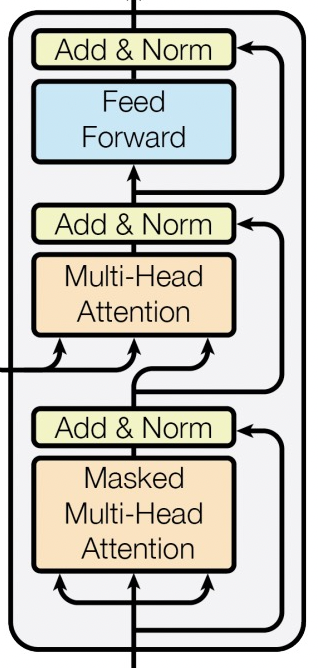 Add & Norm
Feed
Forward
Add & Norm
Multi-Head
Attention
Add & Norm
Masked
Multi-Head
Attention